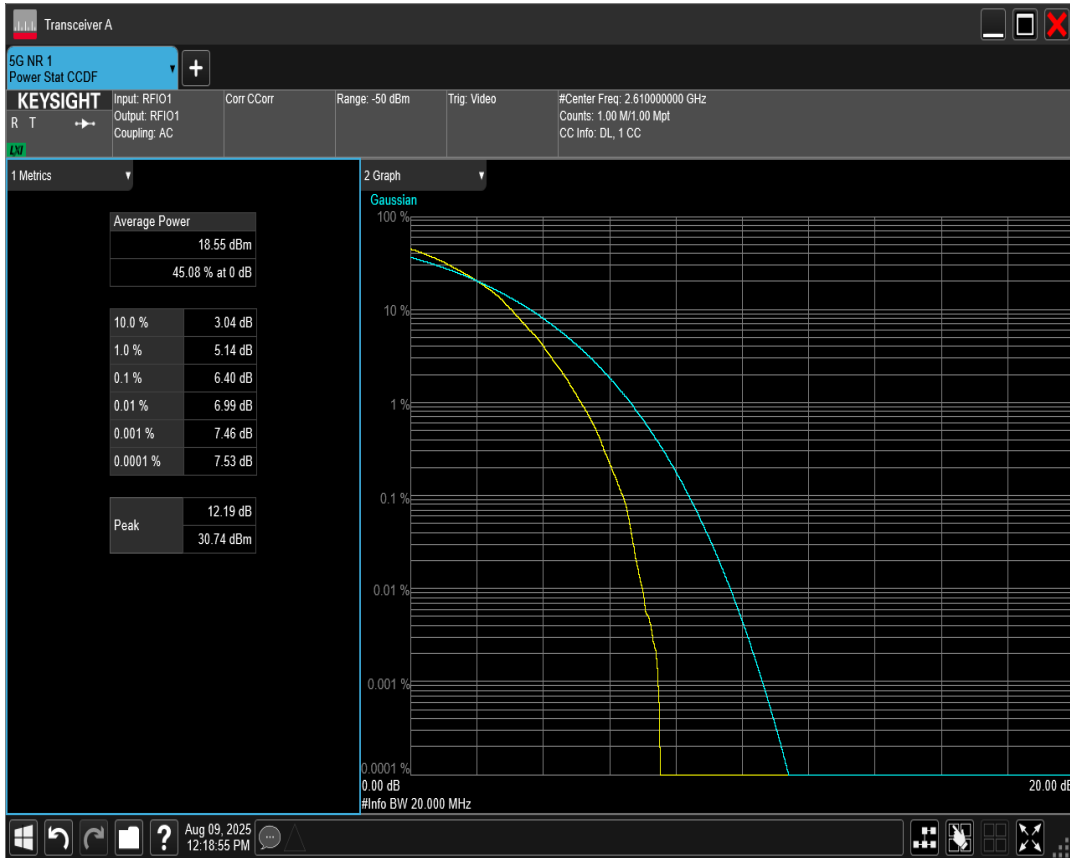 Transceiver A
5G NR 1
Power Stat CCDF
+
KEYSIGHT
R T
LXI
Input: RFIO1
Output: RFIO1
Coupling: AC
Corr CCorr
Range: -50 dBm
Trig: Video
#Center Freq: 2.610000000 GHz
Counts: 1.00 M/1.00 Mpt
CC Info: DL, 1 CC
1 Metrics
Average Power
18.55 dBm
45.08 % at 0 dB
10.0 % 3.04 dB
1.0 % 5.14 dB
0.1 % 6.40 dB
0.01 % 6.99 dB
0.001 % 7.46 dB
0.0001 % 7.53 dB
Peak
12.19 dB
30.74 dBm
2 Graph
Gaussian
100 %
10 %
1 %
0.1 %
0.01 %
0.001 %
0.0001 %
0.00 dB 20.00 dB
#Info BW 20.000 MHz
?
Aug 09, 2025
12:18:55 PM